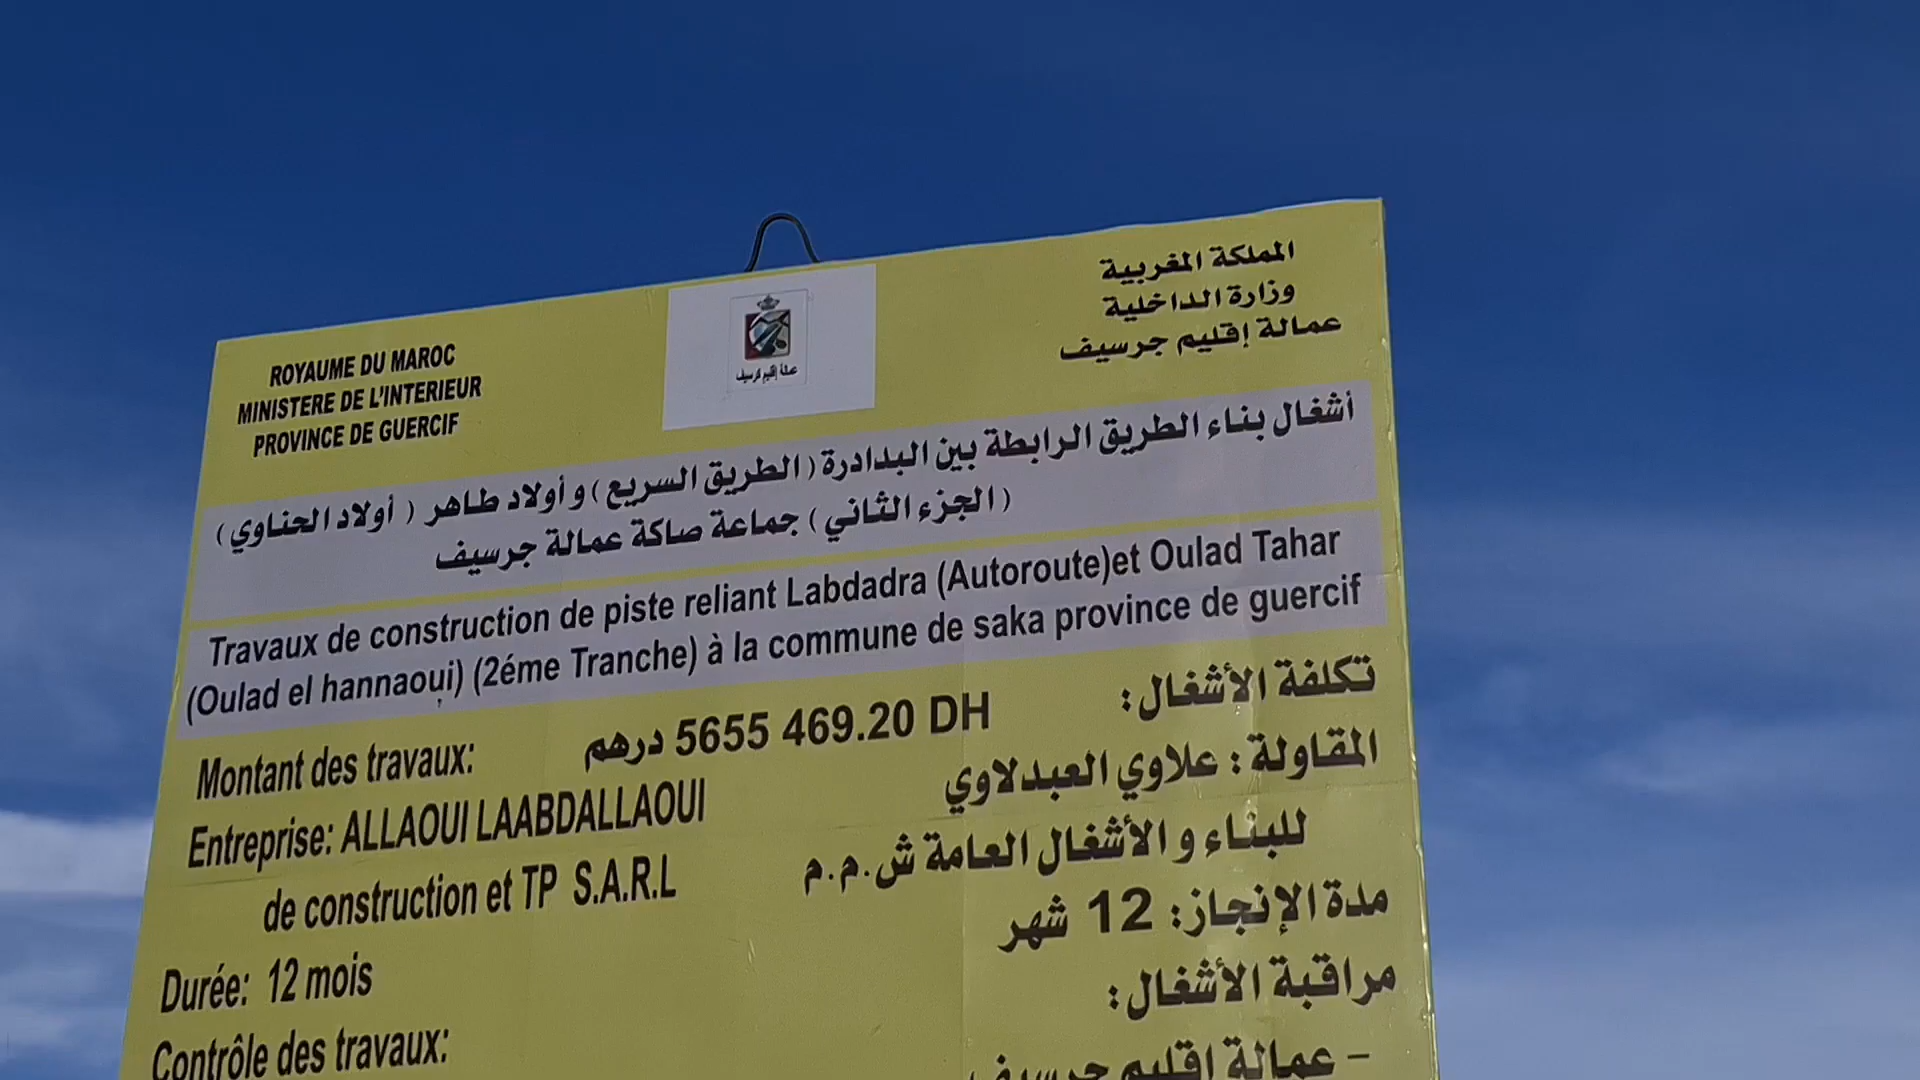 المملكة المغربية
وزارة الداخلية
عمالة إقليم جرسيف
ROYAUME DU MAROC
MINISTERE DE L'INTERIEUR
PROVINCE DE GUERCIF
عمالة إقليم كرسيف
أشغال بناء الطريق الرابطة بين البدادرة (الطريق السريع) و أولاد طاهر ( أولاد الحناوي )
( الجزء الثاني ) جماعة صاكة عمالة جرسيف
Travaux de construction de piste reliant Labdadra (Autoroute)et Oulad Tahar
(Oulad el hannaoui) (2éme Tranche) à la commune de saka province de guercif
تكلفة الأشغال:
Montant des travaux: 5655 469.20 DH درهم
المقاولة : علاوي العبدلاوي
للبناء و الأشغال العامة ش.م.م
Entreprise: ALLAOUI LAABDALLAOUI
de construction et TP S.A.R.L
مدة الإنجاز: 12 شهر
Durée: 12 mois
مراقبة الأشغال:
Contrôle des travaux:
– عمالة إقليم جرسيف